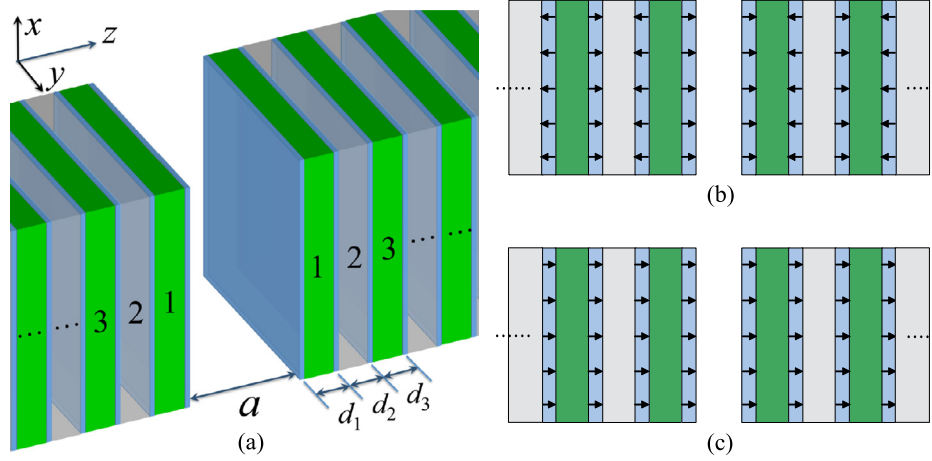 x
z
y
3
2
1
......
1
2
3
......
a
d₁
d₂
d₃
(a)
......
....
(b)
......
....
(c)